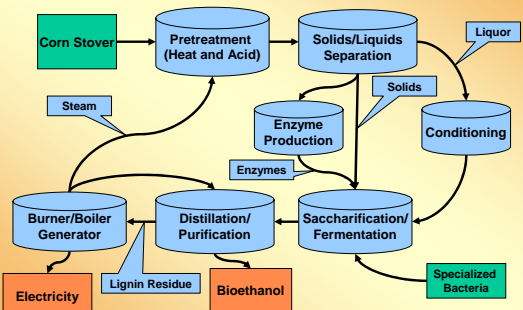 Corn Stover
Pretreatment
(Heat and Acid)
Solids/Liquids
Separation
Liquor
Steam
Solids
Enzyme
Production
Conditioning
Enzymes
Burner/Boiler
Generator
Distillation/
Purification
Saccharification/
Fermentation
Electricity
Lignin Residue
Bioethanol
Specialized
Bacteria